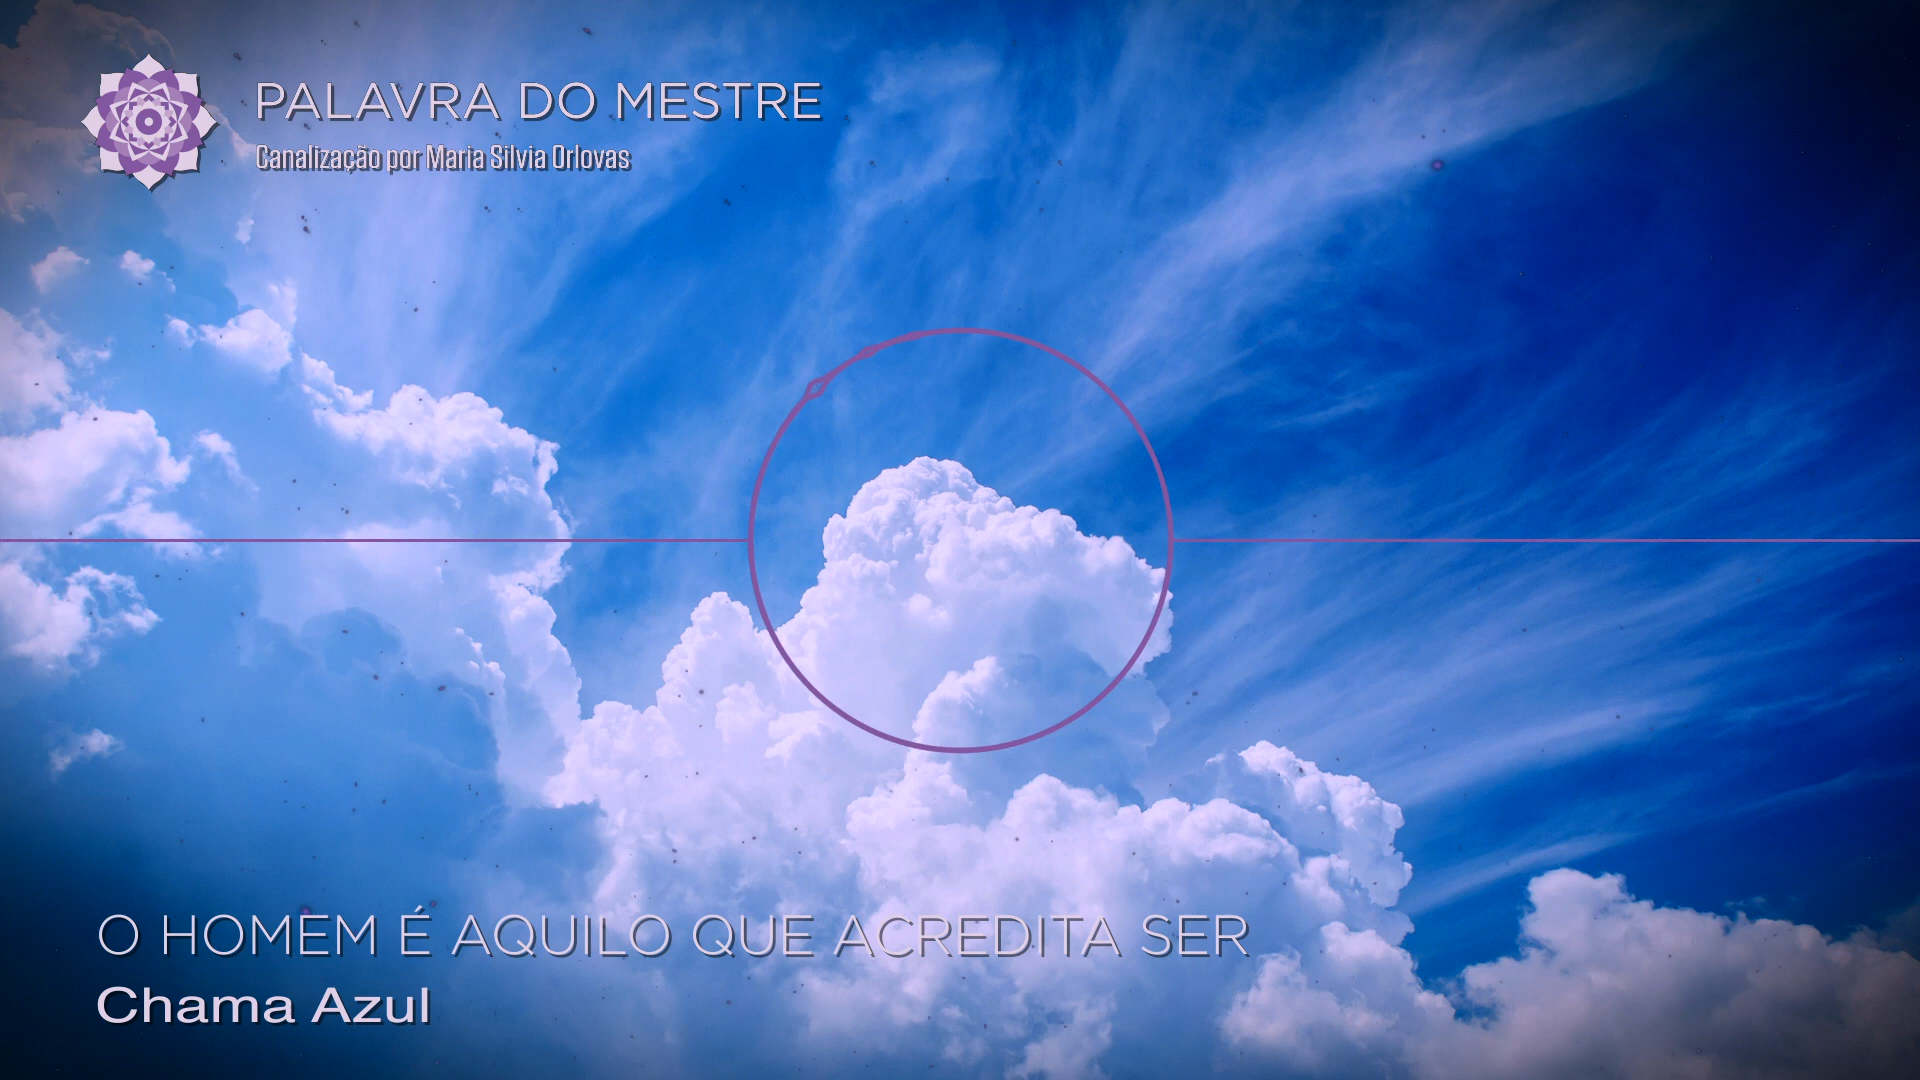 PALAVRA DO MESTRE
Canalização por Maria Silvia Orlovas
O HOMEM É AQUILO QUE ACREDITA SER
Chama Azul